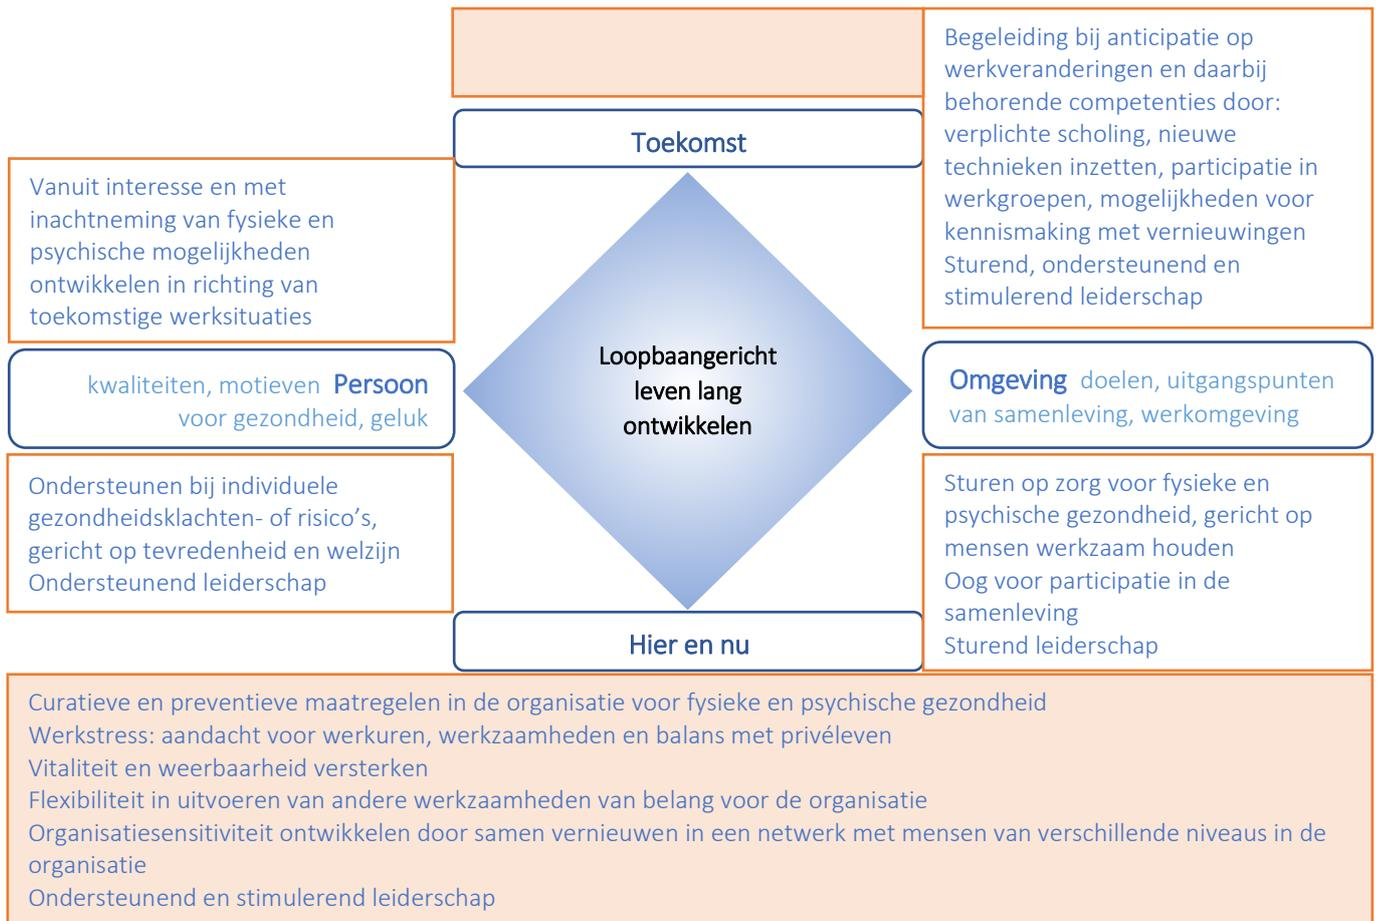 Begeleiding bij anticipatie op
werkveranderingen en daarbij
behorende competenties door:
verplichte scholing, nieuwe
technieken inzetten, participatie in
werkgroepen, mogelijkheden voor
kennismaking met vernieuwingen
Sturend, ondersteunend en
stimulerend leiderschap
Toekomst
Vanuit interesse en met
inachtneming van fysieke en
psychische mogelijkheden
ontwikkelen in richting van
toekomstige werksituaties
Loopbaangericht
leven lang
ontwikkelen
kwaliteiten, motieven Persoon
voor gezondheid, geluk
Omgeving doelen, uitgangspunten
van samenleving, werkomgeving
Ondersteunen bij individuele
gezondheidsklachten- of risico’s,
gericht op tevredenheid en welzijn
Ondersteunend leiderschap
Sturen op zorg voor fysieke en
psychische gezondheid, gericht op
mensen werkzaam houden
Oog voor participatie in de
samenleving
Sturend leiderschap
Hier en nu
Curatieve en preventieve maatregelen in de organisatie voor fysieke en psychische gezondheid
Werkstress: aandacht voor werkuren, werkzaamheden en balans met privéleven
Vitaliteit en weerbaarheid versterken
Flexibiliteit in uitvoeren van andere werkzaamheden van belang voor de organisatie
Organisatiesensitiviteit ontwikkelen door samen vernieuwen in een netwerk met mensen van verschillende niveaus in de
organisatie
Ondersteunend en stimulerend leiderschap